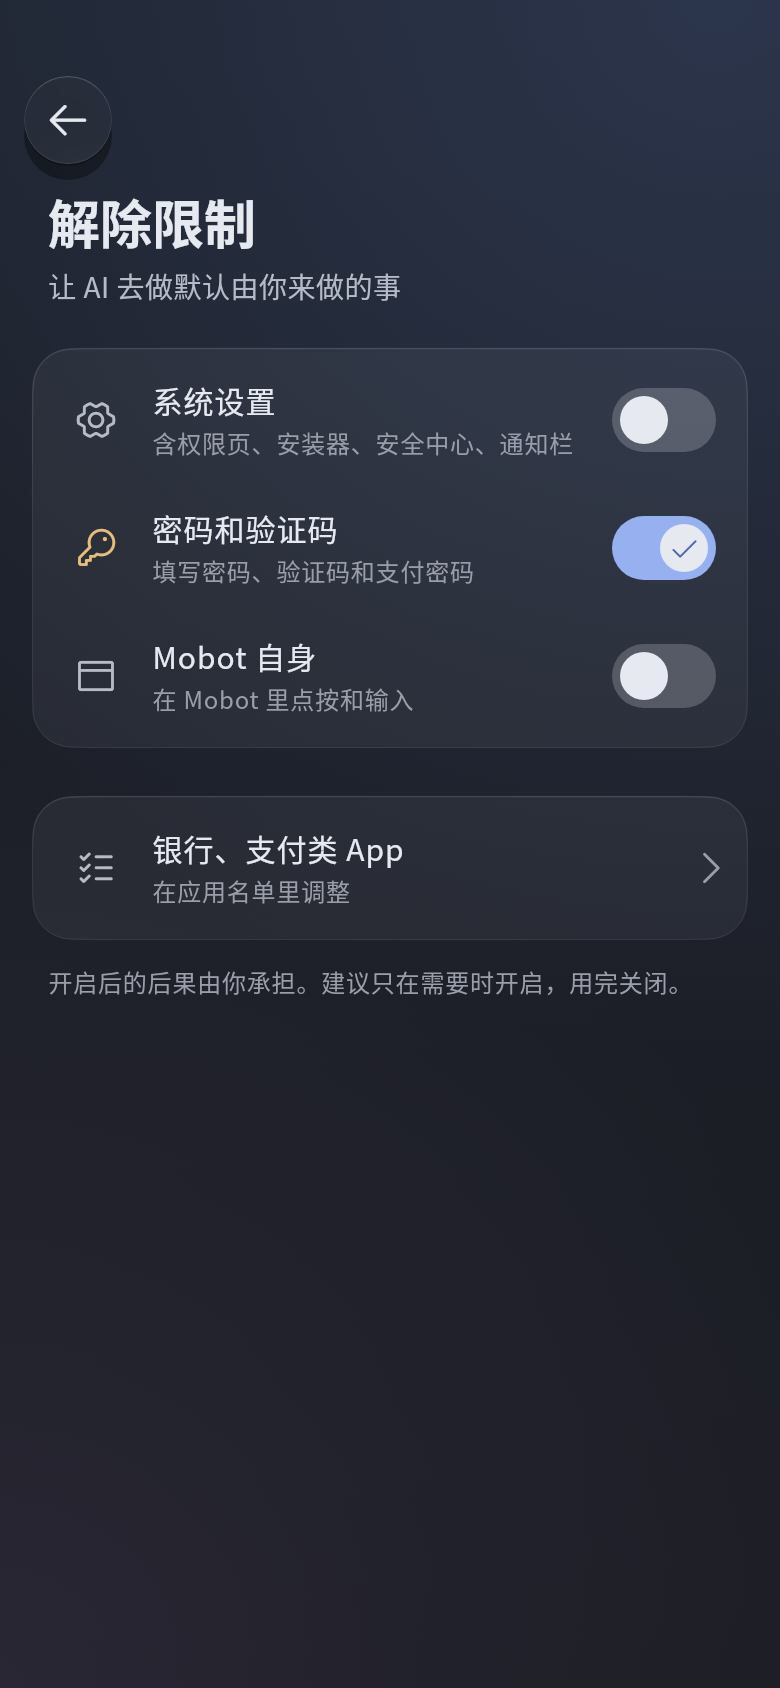 解除限制
让 AI 去做默认由你来做的事
系统设置
含权限页、安装器、安全中心、通知栏
密码和验证码
填写密码、验证码和支付密码
Mobot 自身
在 Mobot 里点按和输入
银行、支付类 App
在应用名单里调整
开启后的后果由你承担。建议只在需要时开启，用完关闭。